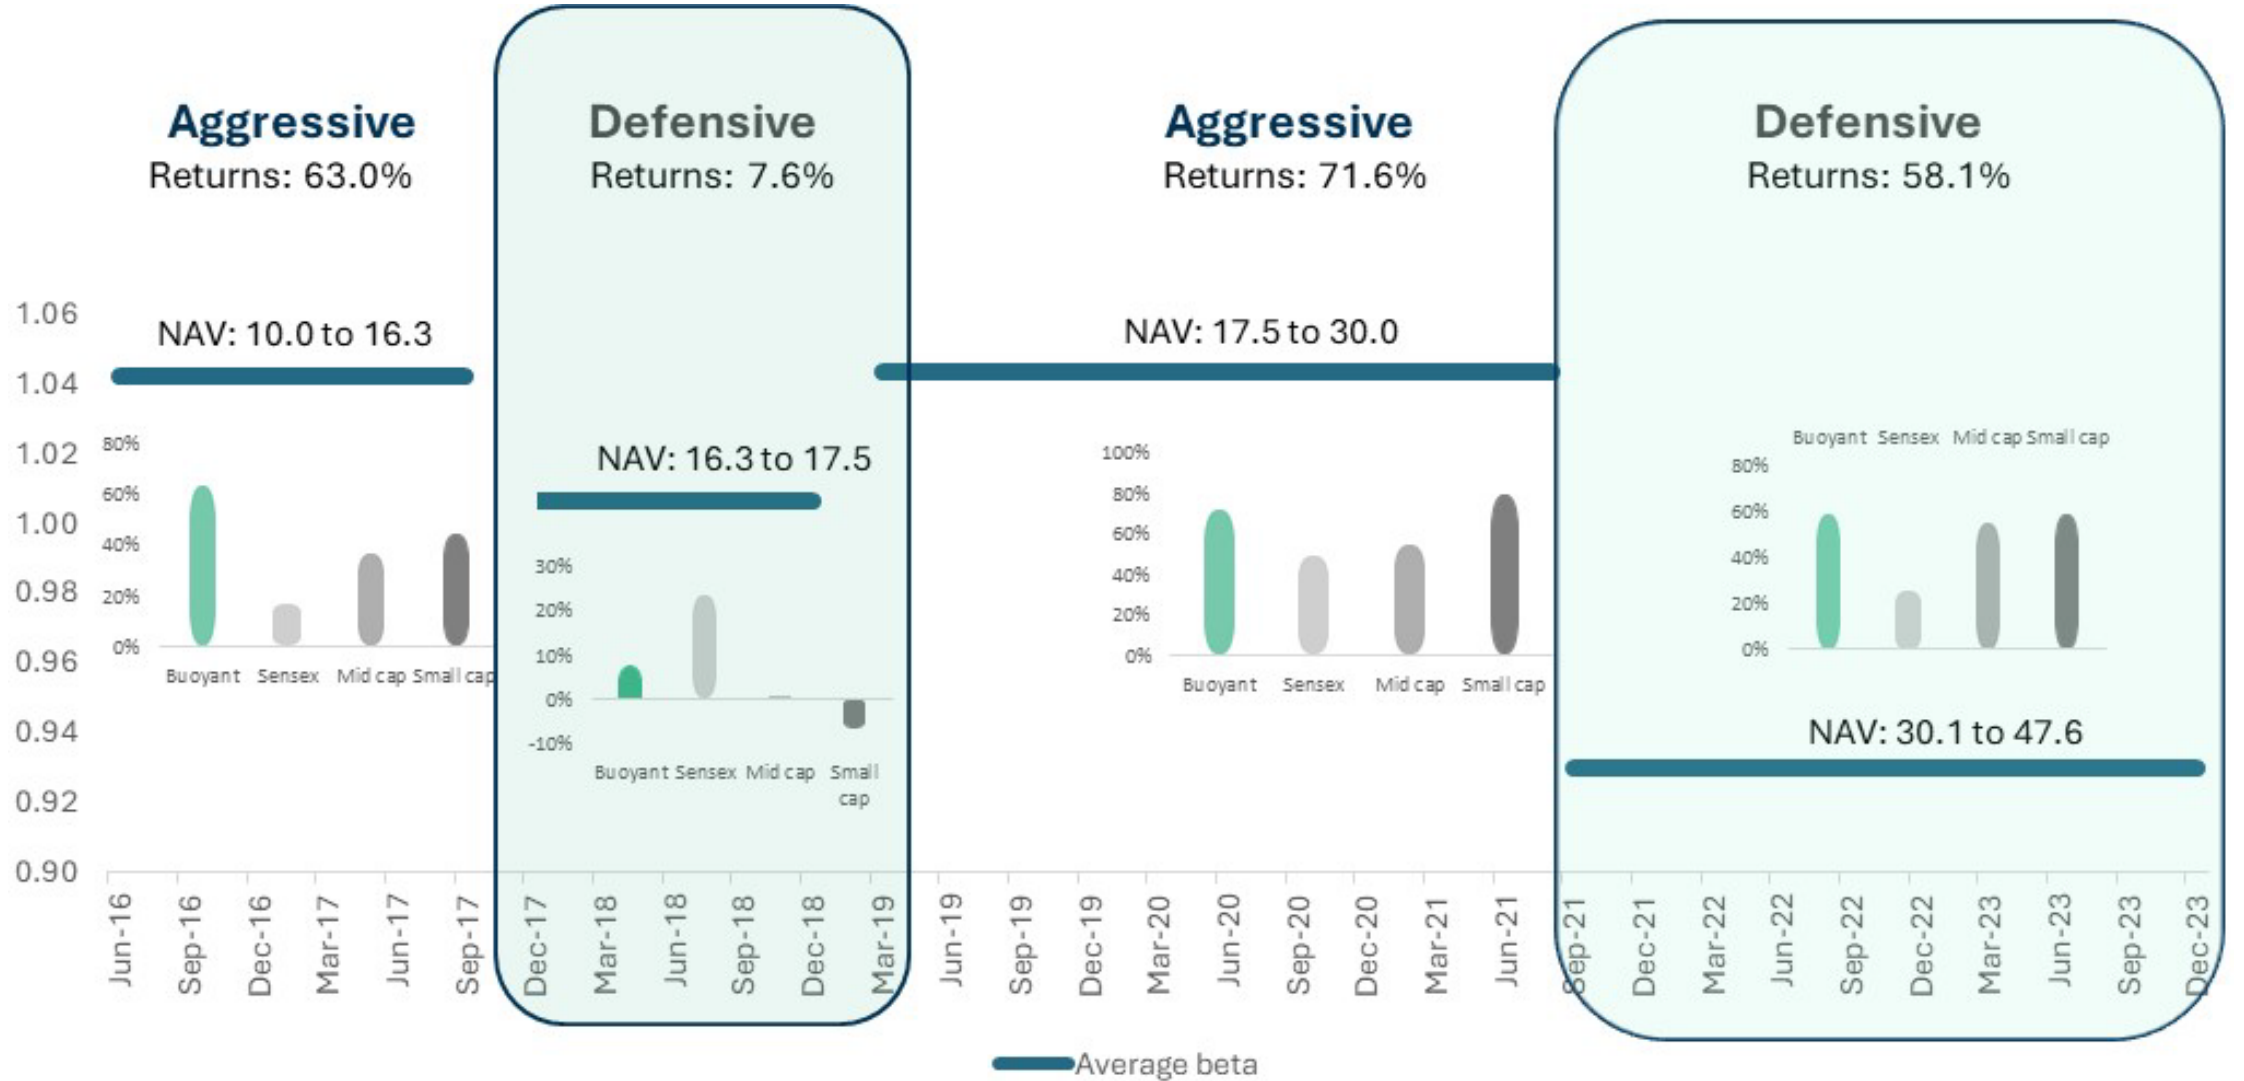 Aggressive
Returns: 63.0%
Defensive
Returns: 7.6%
Aggressive
Returns: 71.6%
Defensive
Returns: 58.1%
1.06
1.04
1.02
1.00
0.98
0.96
0.94
0.92
0.90
NAV: 10.0 to 16.3
80%
60%
40%
20%
0%
Buoyant Sensex Mid cap Small cap
NAV: 16.3 to 17.5
30%
20%
10%
0%
-10%
Buoyant Sensex Mid cap Small
cap
NAV: 17.5 to 30.0
100%
80%
60%
40%
20%
0%
Buoyant Sensex Mid cap Small cap
Buoyant Sensex Mid cap Small cap
80%
60%
40%
20%
0%
NAV: 30.1 to 47.6
Jun-16
Sep-16
Dec-16
Mar-17
Jun-17
Sep-17
Dec-17
Mar-18
Jun-18
Sep-18
Dec-18
Mar-19
Jun-19
Sep-19
Dec-19
Mar-20
Jun-20
Sep-20
Dec-20
Mar-21
Jun-21
Sep-21
Dec-21
Mar-22
Jun-22
Sep-22
Dec-22
Mar-23
Jun-23
Sep-23
Dec-23
Average beta